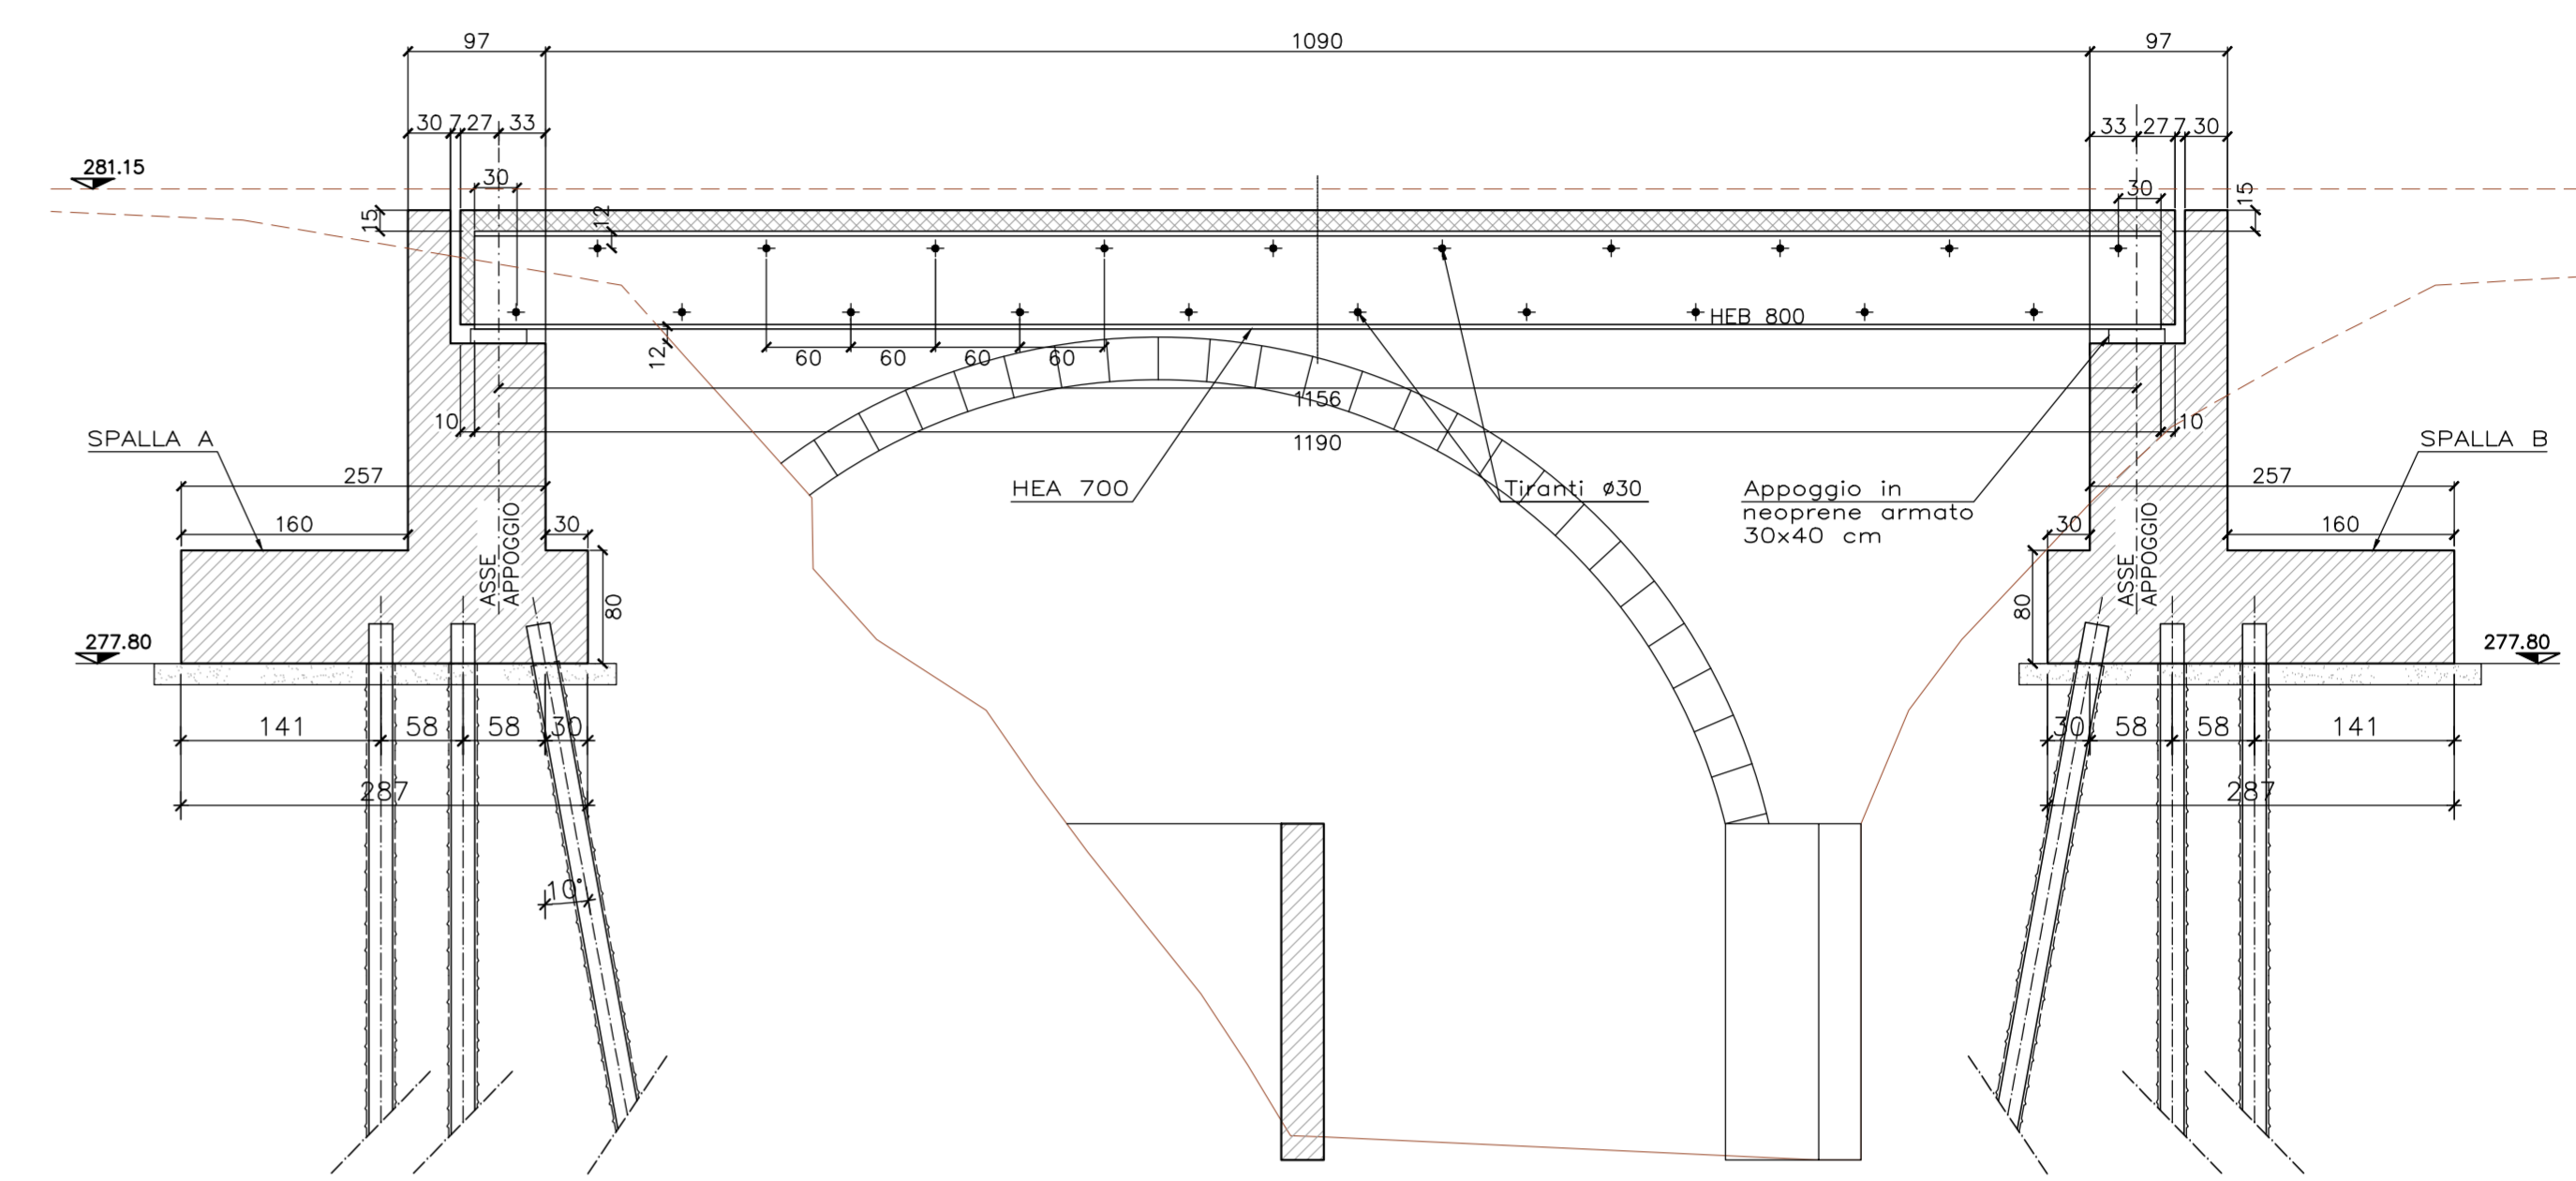 97 1090 97
30 7 27 33 33 27 7 30
281.15
30 30
15 12 15
HEB 800
12 60 60 60 60
1156
10 10
1190
SPALLA A SPALLA B
257 257
HEA 700 Tiranti ø30 Appoggio in
neoprene armato
30x40 cm
160 30 30 160
ASSE
APPOGGIO
ASSE
APPOGGIO
80 80
277.80 277.80
141 58 58 30 30 58 58 141
287 287
10°